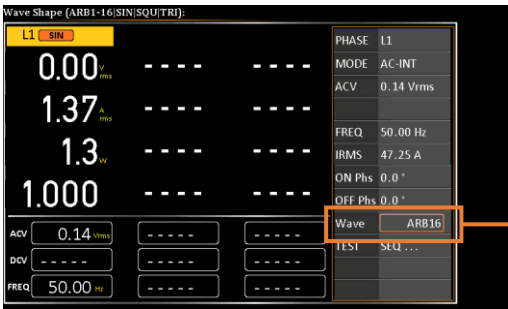 Wave Shape (ARB1-16|SIN|SQU|TRI):
L1 SIN
0.00 V rms ---- ----
1.37 A rms ---- ----
1.3 W ---- ----
1.000 ---- ----
ACV 0.14 Vrms ----- -----
DCV ----- ----- -----
FREQ 50.00 Hz ----- -----
PHASE L1
MODE AC-INT
ACV 0.14 Vrms
FREQ 50.00 Hz
IRMS 47.25 A
ON Phs 0.0 °
OFF Phs 0.0 °
Wave ARB16
TEST SEQ ...